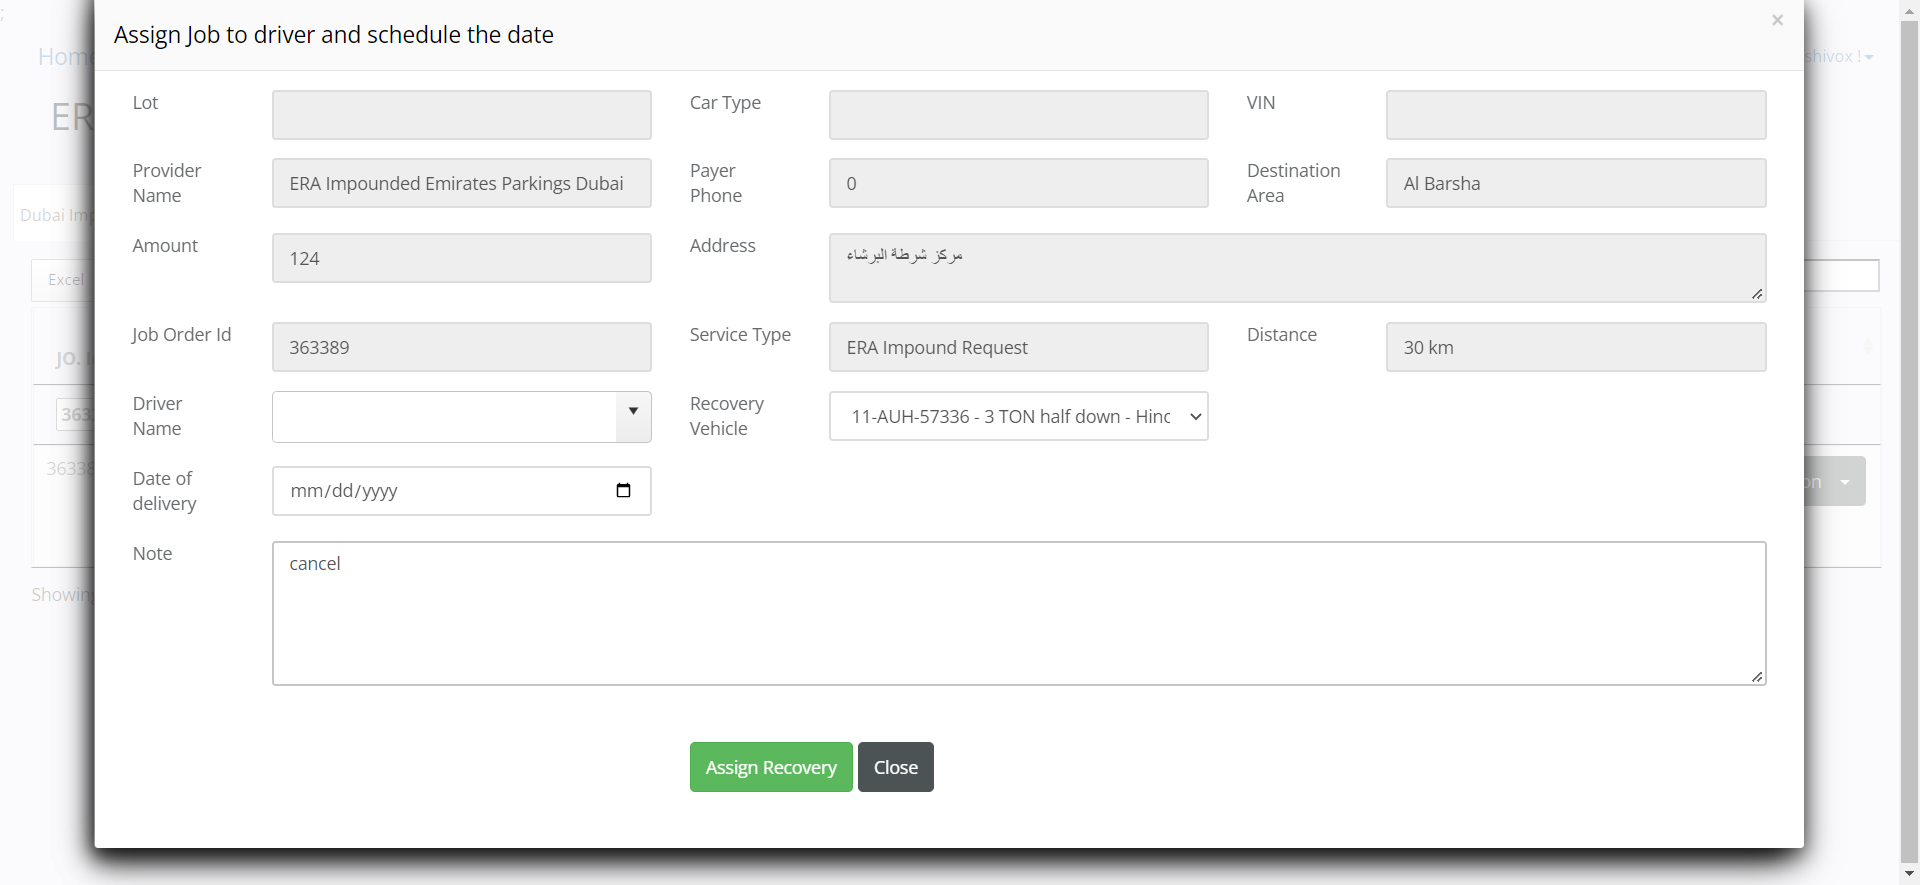 ;
Assign Job to driver and schedule the date
×
Home
shivox !
ER
Lot
Car Type
VIN
Provider Name
ERA Impounded Emirates Parkings Dubai
Payer Phone
0
Destination Area
Al Barsha
Dubai Imp
Amount
124
Address
مركز شرطة البرشاء
Excel
Job Order Id
363389
Service Type
ERA Impound Request
Distance
30 km
JO. I
Driver Name
Recovery Vehicle
11-AUH-57336 - 3 TON half down - Hinc
363
36338
on
Date of delivery
mm/dd/yyyy
Note
cancel
Showing
Assign Recovery
Close